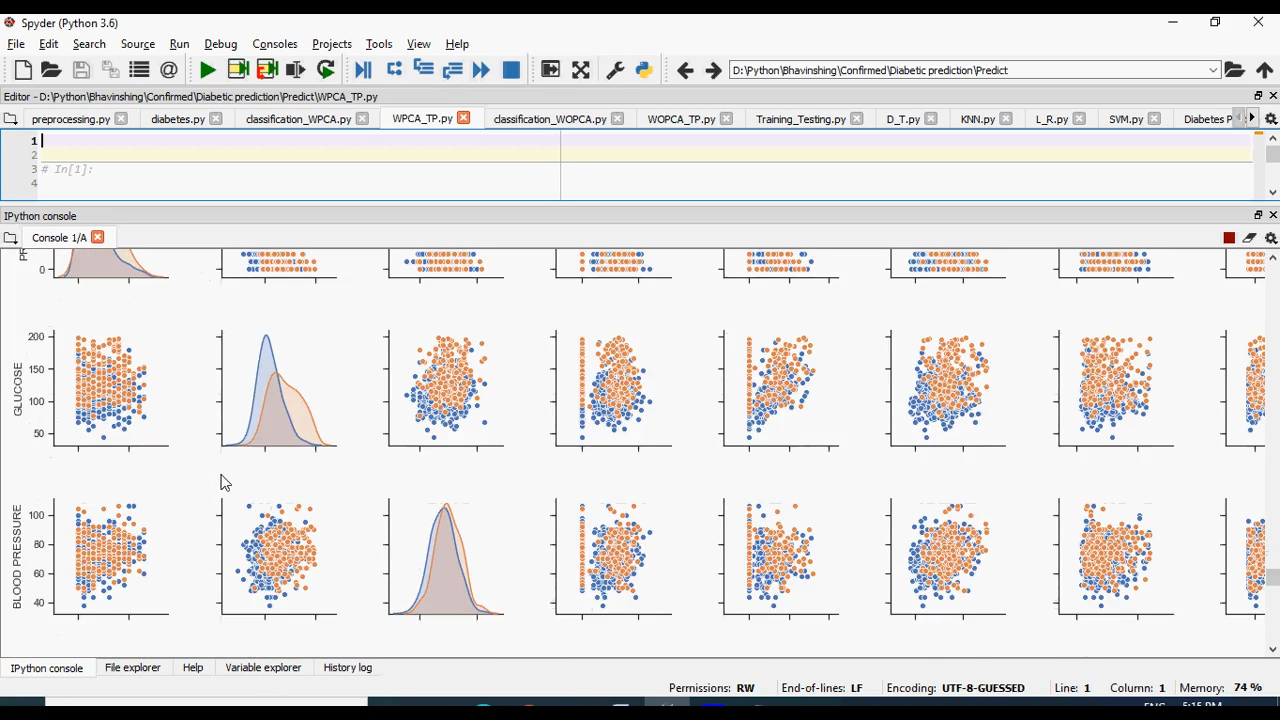 Spyder (Python 3.6)
File Edit Search Source Run Debug Consoles Projects Tools View Help
D:\Python\Bhavinshing\Confirmed\Diabetic prediction\Predict
Editor - D:\Python\Bhavinshing\Confirmed\Diabetic prediction\Predict\WPCA_TP.py
preprocessing.py diabetes.py classification_WPCA.py WPCA_TP.py classification_WOPCA.py WOPCA_TP.py Training_Testing.py D_T.py KNN.py L_R.py SVM.py Diabetes P
1
2
3 # In[1]:
4
IPython console
Console 1/A
0
200
150
100
50
GLUCOSE
100
80
60
40
BLOOD PRESSURE
IPython console File explorer Help Variable explorer History log
Permissions: RW End-of-lines: LF Encoding: UTF-8-GUESSED Line: 1 Column: 1 Memory: 74 %